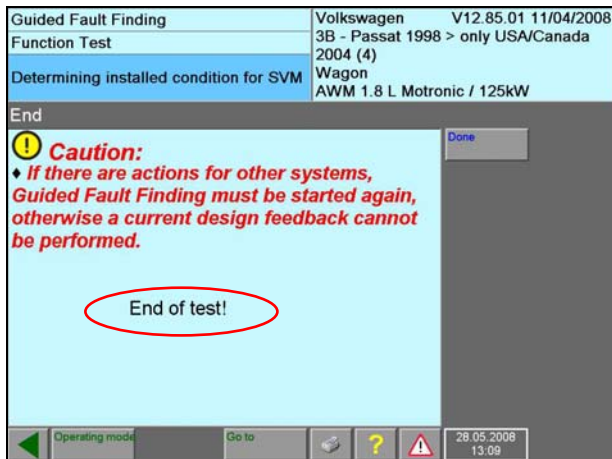 Guided Fault Finding
Function Test
Determining installed condition for SVM
Volkswagen V12.85.01 11/04/2008
3B - Passat 1998 > only USA/Canada
2004 (4)
Wagon
AWM 1.8 L Motronic / 125kW
End
Caution:
♦ If there are actions for other systems,
Guided Fault Finding must be started again,
otherwise a current design feedback cannot
be performed.
End of test!
Done
Operating mode
Go to
?
!
28.05.2008
13:09